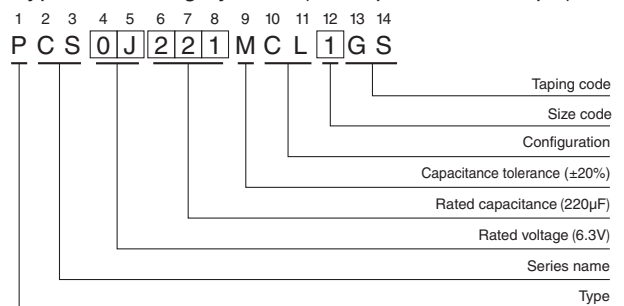 1 2 3 4 5 6 7 8 9 10 11 12 13 14
P C S 0 J 2 2 1 M C L 1 G S
Taping code
Size code
Configuration
Capacitance tolerance (±20%)
Rated capacitance (220µF)
Rated voltage (6.3V)
Series name
Type